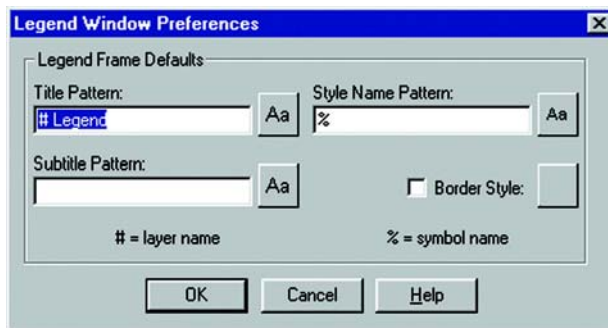 Legend Window Preferences
Legend Frame Defaults
Title Pattern:
# Legend
Aa
Style Name Pattern:
%
Aa
Subtitle Pattern:
Aa
Border Style:
# = layer name
% = symbol name
OK
Cancel
Help